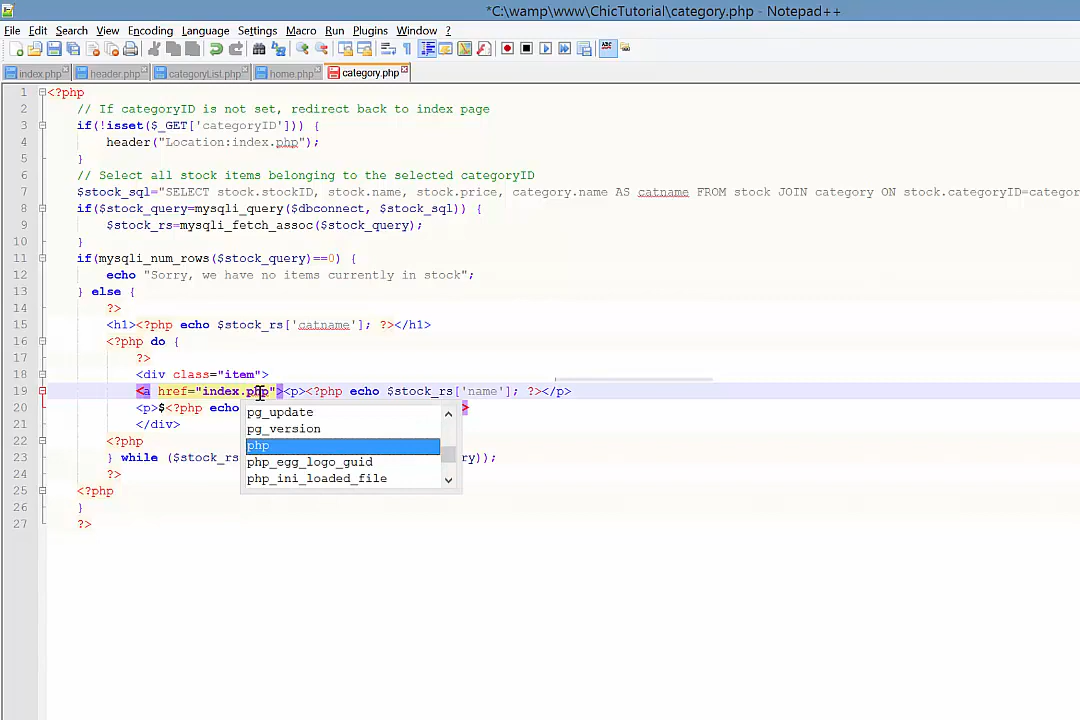 *C:\wamp\www\ChicTutorial\category.php - Notepad++
File Edit Search View Encoding Language Settings Macro Run Plugins Window ?
index.php header.php categoryList.php home.php category.php
1 <?php
2 // If categoryID is not set, redirect back to index page
3 if(!isset($_GET['categoryID'])) {
4 header("Location:index.php");
5 }
6 // Select all stock items belonging to the selected categoryID
7 $stock_sql="SELECT stock.stockID, stock.name, stock.price, category.name AS catname FROM stock JOIN category ON stock.categoryID=categor
8 if($stock_query=mysqli_query($dbconnect, $stock_sql)) {
9 $stock_rs=mysqli_fetch_assoc($stock_query);
10 }
11 if(mysqli_num_rows($stock_query)==0) {
12 echo "Sorry, we have no items currently in stock";
13 } else {
14 ?>
15 <h1><?php echo $stock_rs['catname']; ?></h1>
16 <?php do {
17 ?>
18 <div class="item">
19 <a href="index.php"><p><?php echo $stock_rs['name']; ?></p>
20 <p>$<?php echo >
pg_update
21 </div>
pg_version
22 <?php
php
23 } while ($stock_rs ry));
php_egg_logo_guid
24 ?>
php_ini_loaded_file
25 <?php
26 }
27 ?>